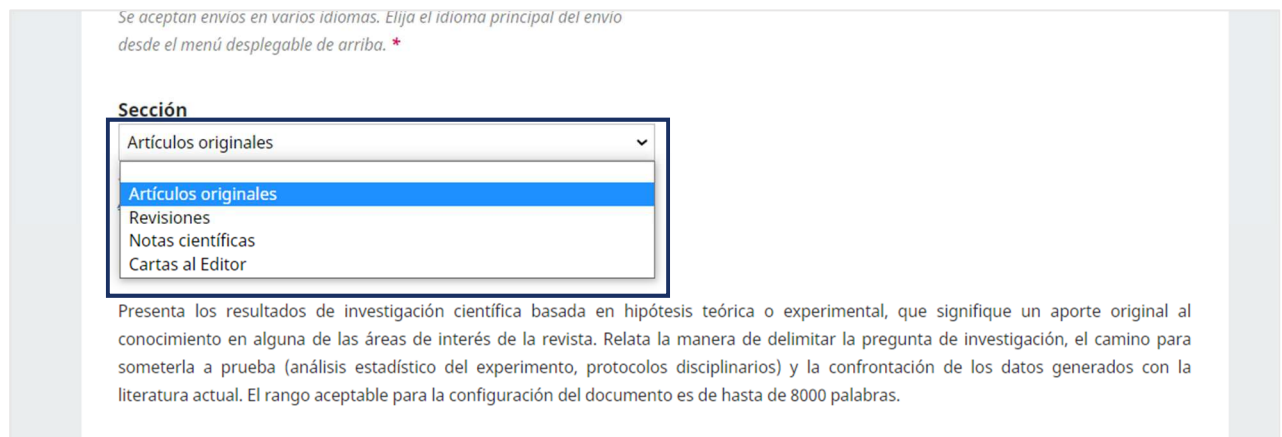 Se aceptan envíos en varios idiomas. Elija el idioma principal del envío
desde el menú desplegable de arriba. *
Sección
Artículos originales
Artículos originales
Revisiones
Notas científicas
Cartas al Editor
Presenta los resultados de investigación científica basada en hipótesis teórica o experimental, que signifique un aporte original al
conocimiento en alguna de las áreas de interés de la revista. Relata la manera de delimitar la pregunta de investigación, el camino para
someterla a prueba (análisis estadístico del experimento, protocolos disciplinarios) y la confrontación de los datos generados con la
literatura actual. El rango aceptable para la configuración del documento es de hasta de 8000 palabras.